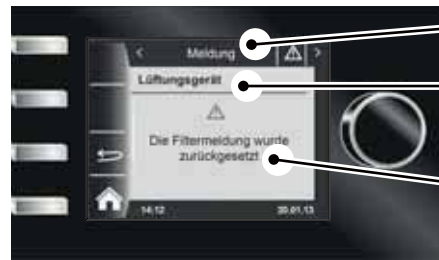 Meldung
Lüftungsgerät
Die Filtermeldung wurde
zurückgesetzt
14:12
20.01.13